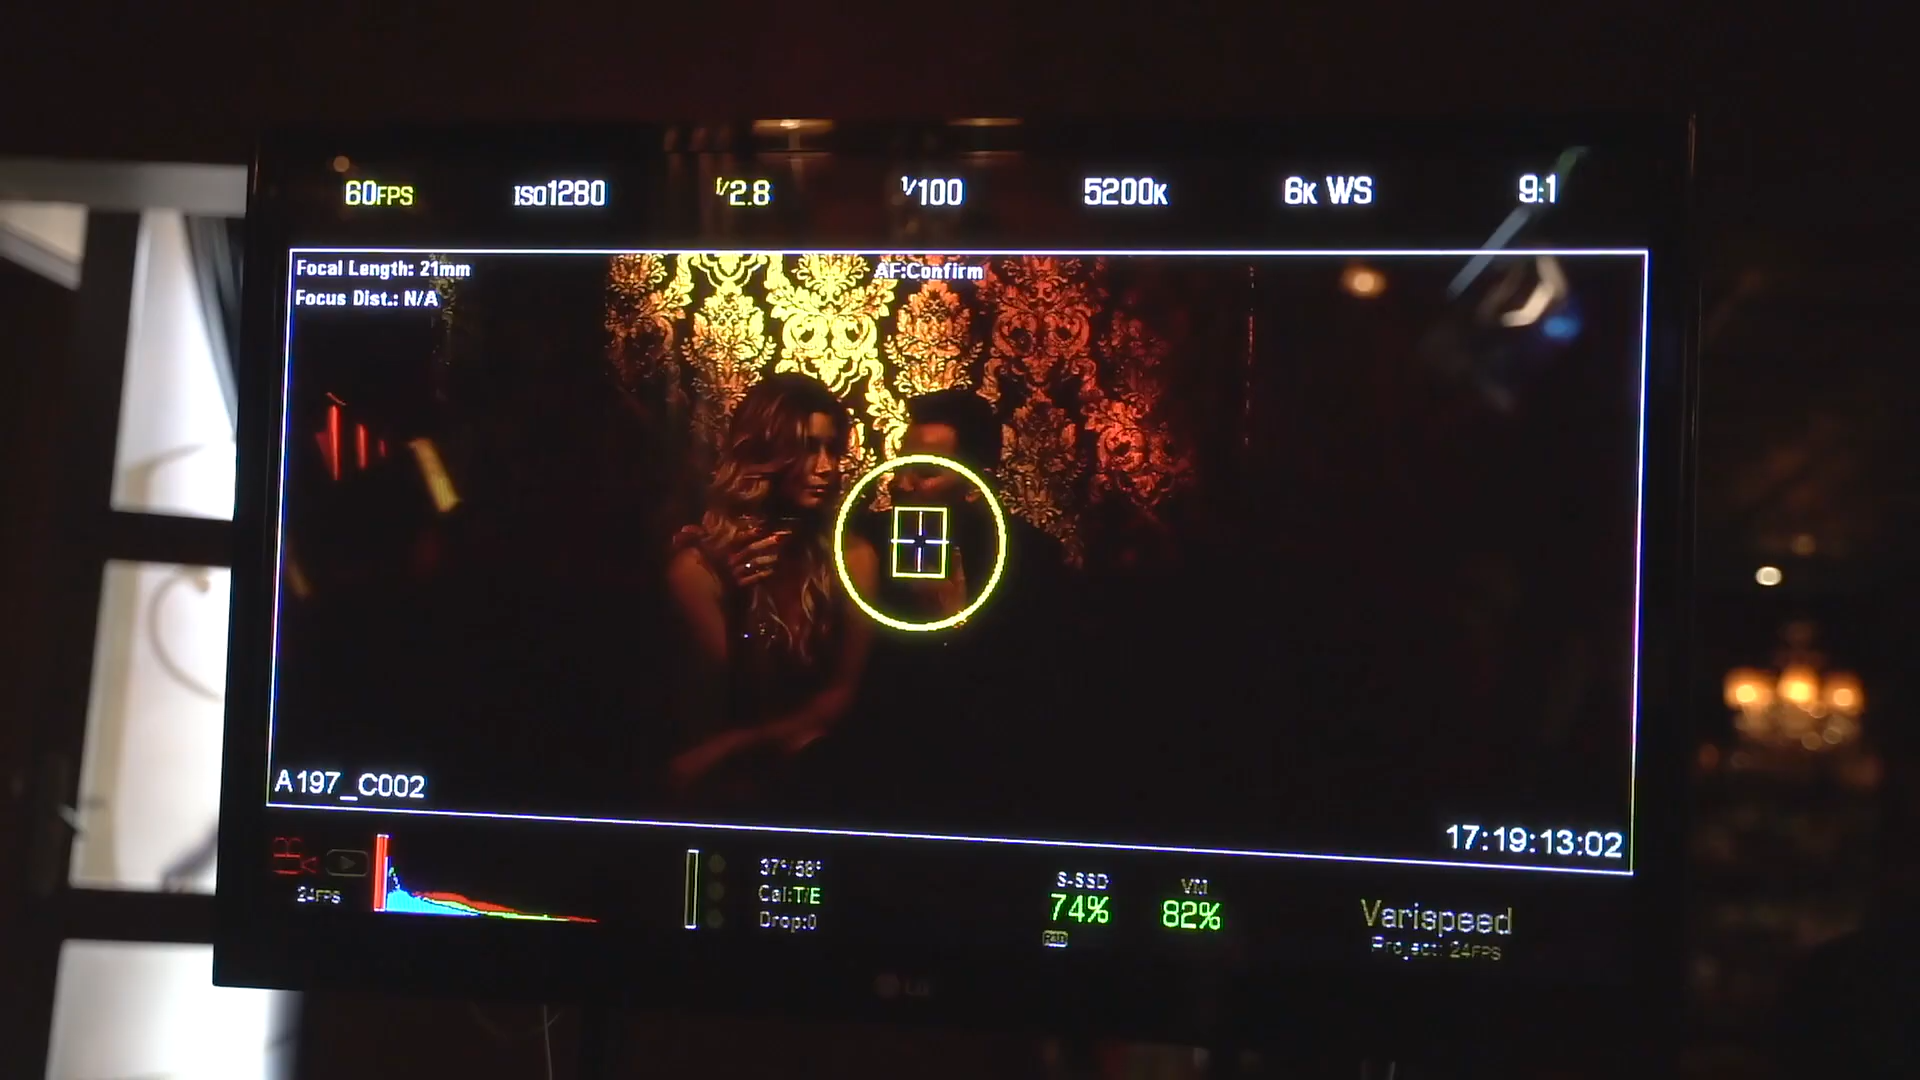 60FPS
ISO1280
f/2.8
1/100
5200K
6K WS
9:1
Focal Length: 21mm
AF:Confirm
Focus Dist.: N/A
A197_C002
17:19:13:02
24FPS
37°/58°
Cal:T/E
Drop:0
S-SSD
74%
VM
82%
Varispeed
Project: 24FPS
LG